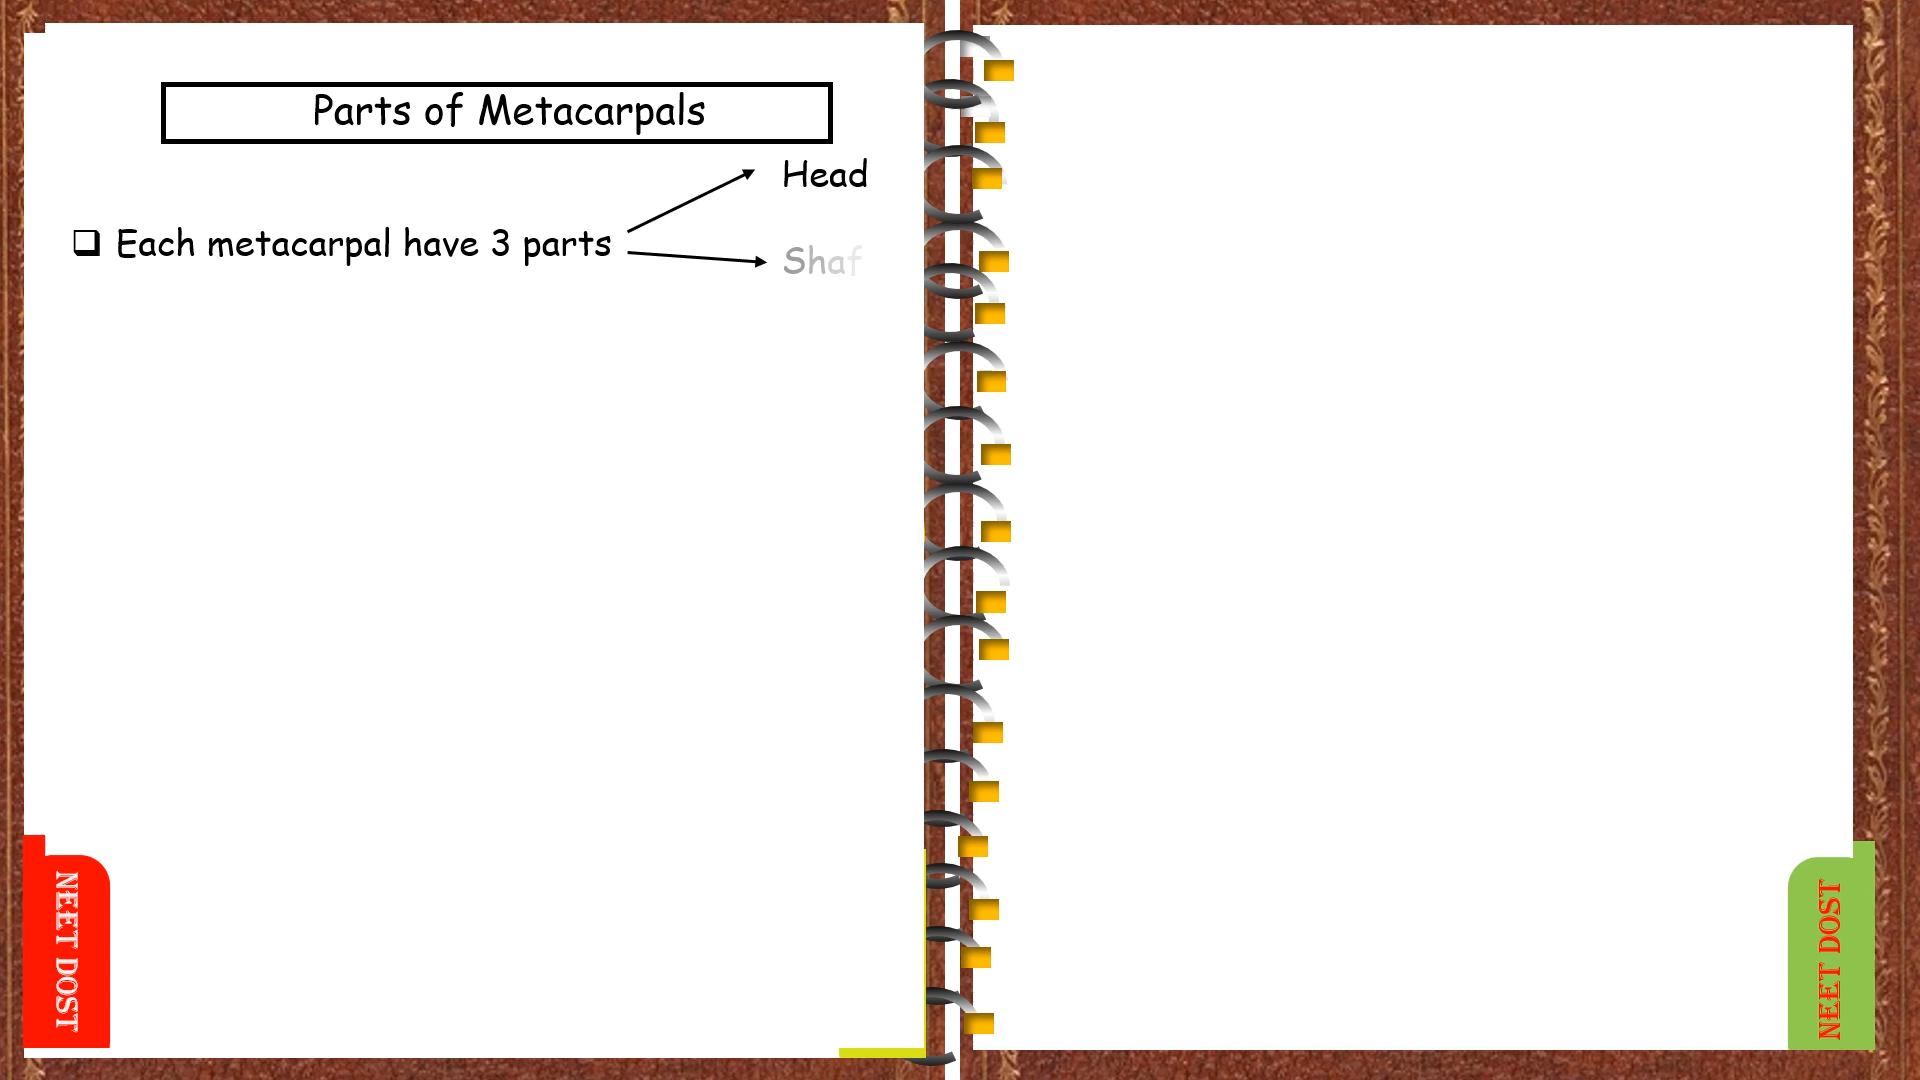 Parts of Metacarpals
Head
❑ Each metacarpal have 3 parts
Shaf
NEET DOST
NEET DOST